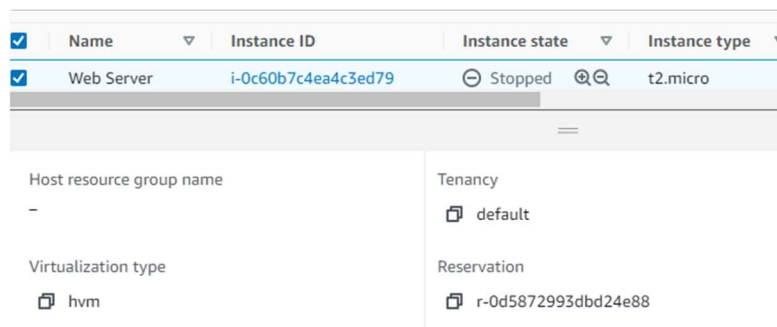 Name Instance ID Instance state Instance type
Web Server i-0c60b7c4ea4c3ed79 Stopped t2.micro
Host resource group name Tenancy
– default
Virtualization type Reservation
hvm r-0d5872993dbd24e88